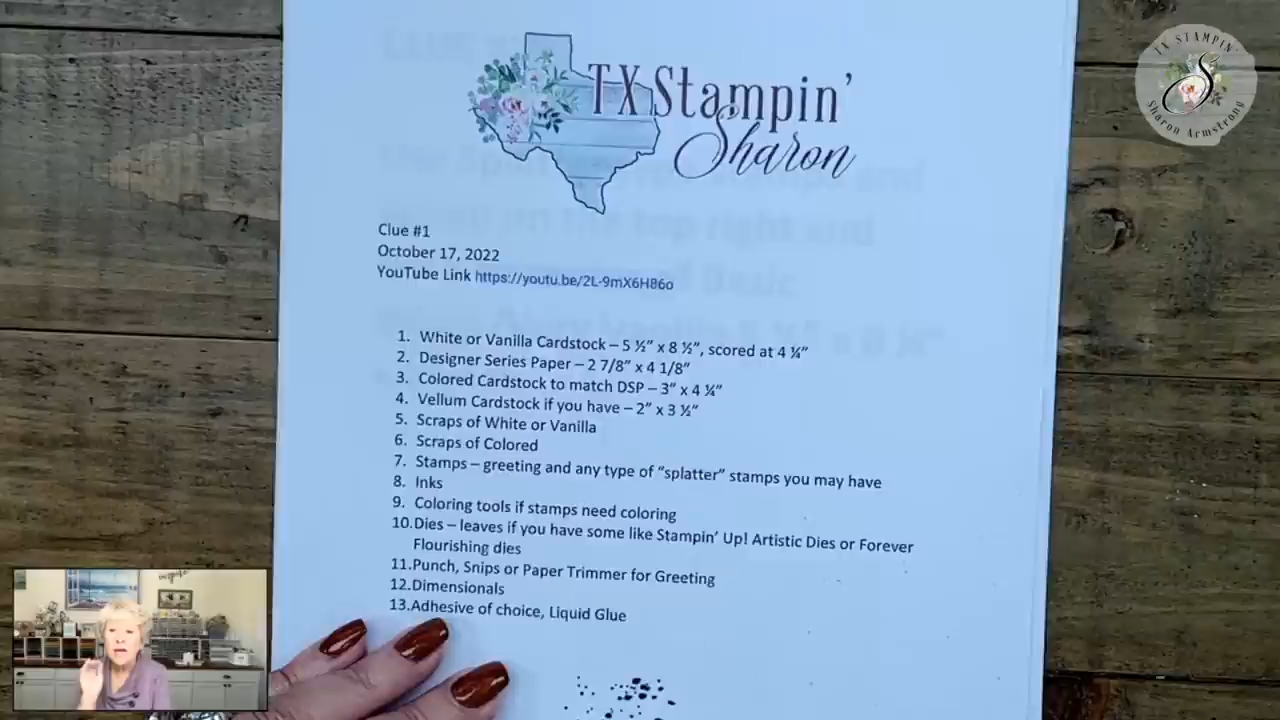 TX Stampin'
Sharon
TX STAMPIN'
S
Sharon Armstrong
Clue #1
October 17, 2022
YouTube Link https://youtu.be/2L-9mX6H86o
1. White or Vanilla Cardstock – 5 ½” x 8 ½”, scored at 4 ¼”
2. Designer Series Paper – 2 7/8” x 4 1/8”
3. Colored Cardstock to match DSP – 3” x 4 ¼”
4. Vellum Cardstock if you have – 2” x 3 ½”
5. Scraps of White or Vanilla
6. Scraps of Colored
7. Stamps – greeting and any type of “splatter” stamps you may have
8. Inks
9. Coloring tools if stamps need coloring
10. Dies – leaves if you have some like Stampin’ Up! Artistic Dies or Forever
Flourishing dies
11. Punch, Snips or Paper Trimmer for Greeting
12. Dimensionals
13. Adhesive of choice, Liquid Glue